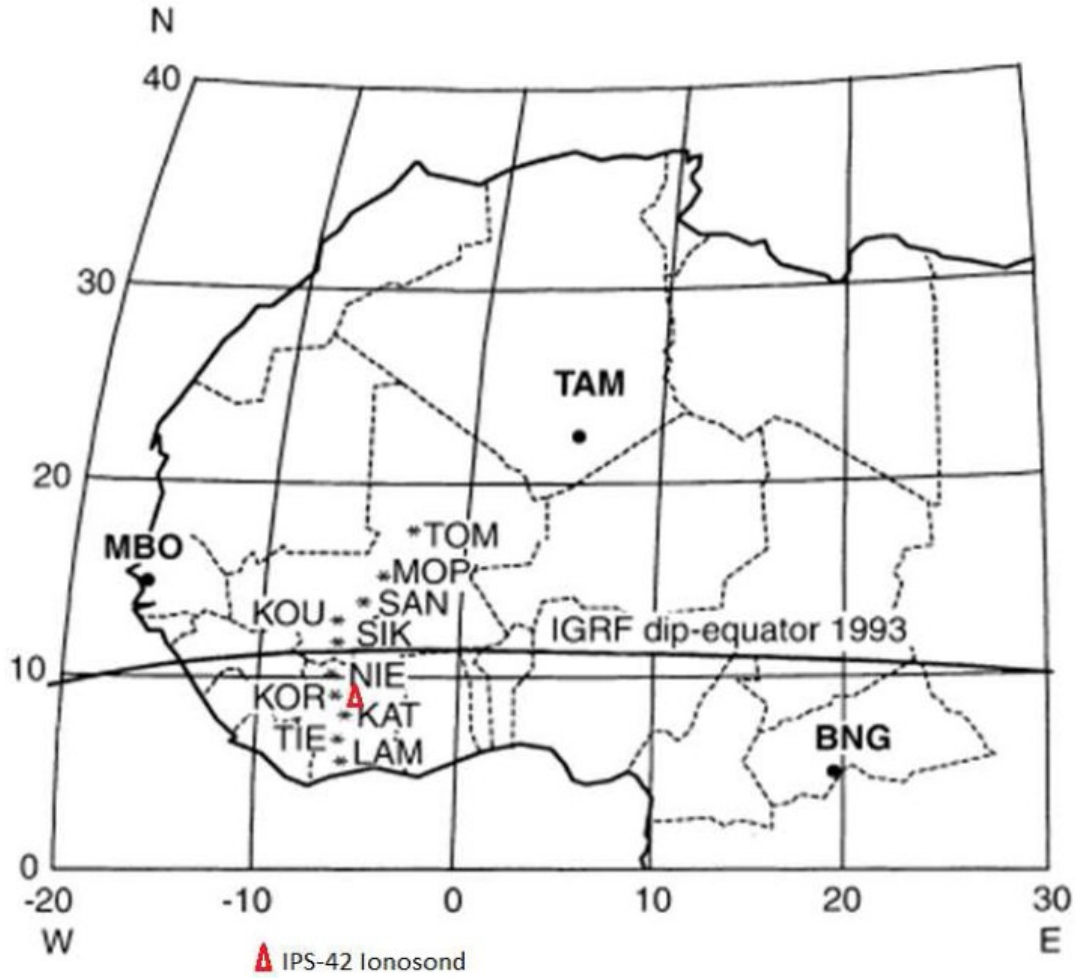 N
40
30
TAM
20
TOM
MBO
MOP
SAN
KOU
SIK
IGRF dip-equator 1993
10
NIE
KOR
KAT
TIE
LAM
BNG
0
-20 -10 0 10 20 30
W E
IPS-42 Ionosond